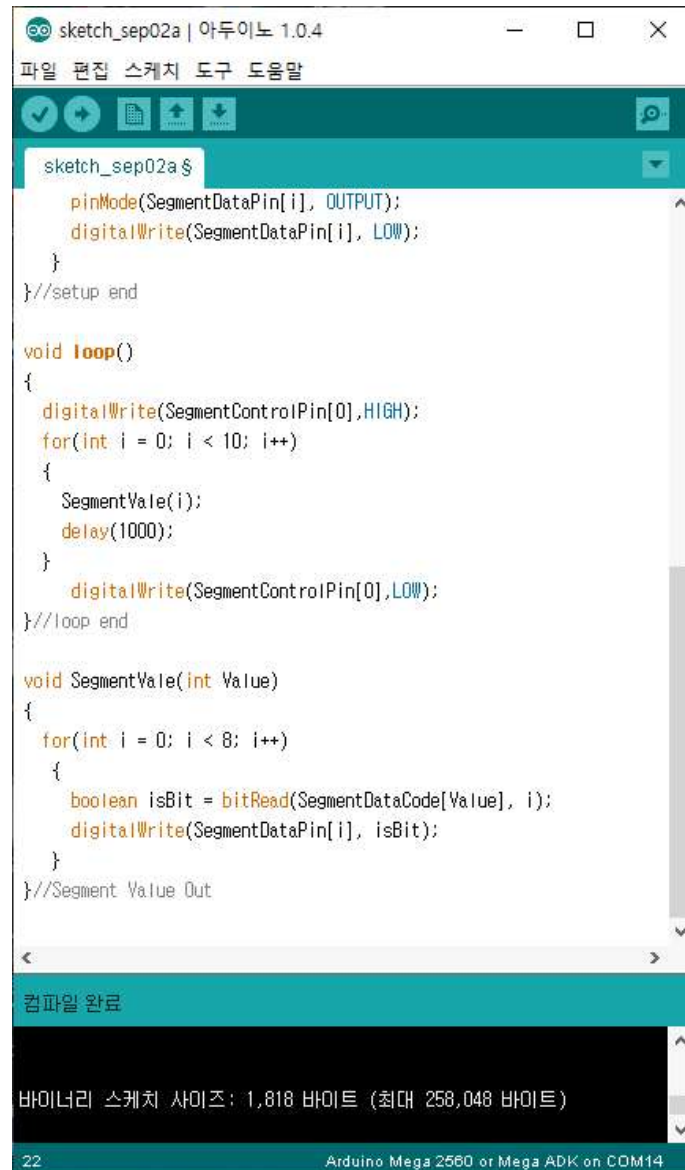 sketch_sep02a | 아두이노 1.0.4
파일 편집 스케치 도구 도움말
sketch_sep02a §
pinMode(SegmentDataPin[i], OUTPUT);
digitalWrite(SegmentDataPin[i], LOW);
}
}//setup end
void loop()
{
digitalWrite(SegmentControlPin[0],HIGH);
for(int i = 0; i < 10; i++)
{
SegmentVale(i);
delay(1000);
}
digitalWrite(SegmentControlPin[0],LOW);
}//loop end
void SegmentVale(int Value)
{
for(int i = 0; i < 8; i++)
{
boolean isBit = bitRead(SegmentDataCode[Value], i);
digitalWrite(SegmentDataPin[i], isBit);
}
}//Segment Value Out
컴파일 완료
바이너리 스케치 사이즈: 1,818 바이트 (최대 258,048 바이트)
22 Arduino Mega 2560 or Mega ADK on COM14